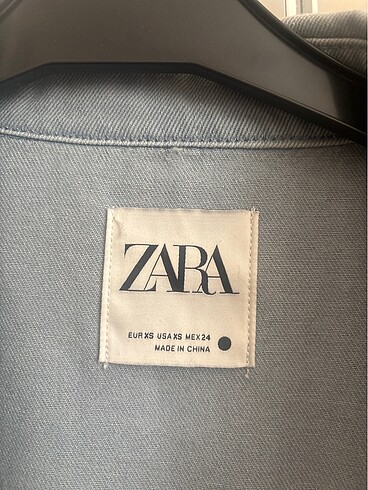 ZARA
EUR XS USA XS MEX 24
MADE IN CHINA